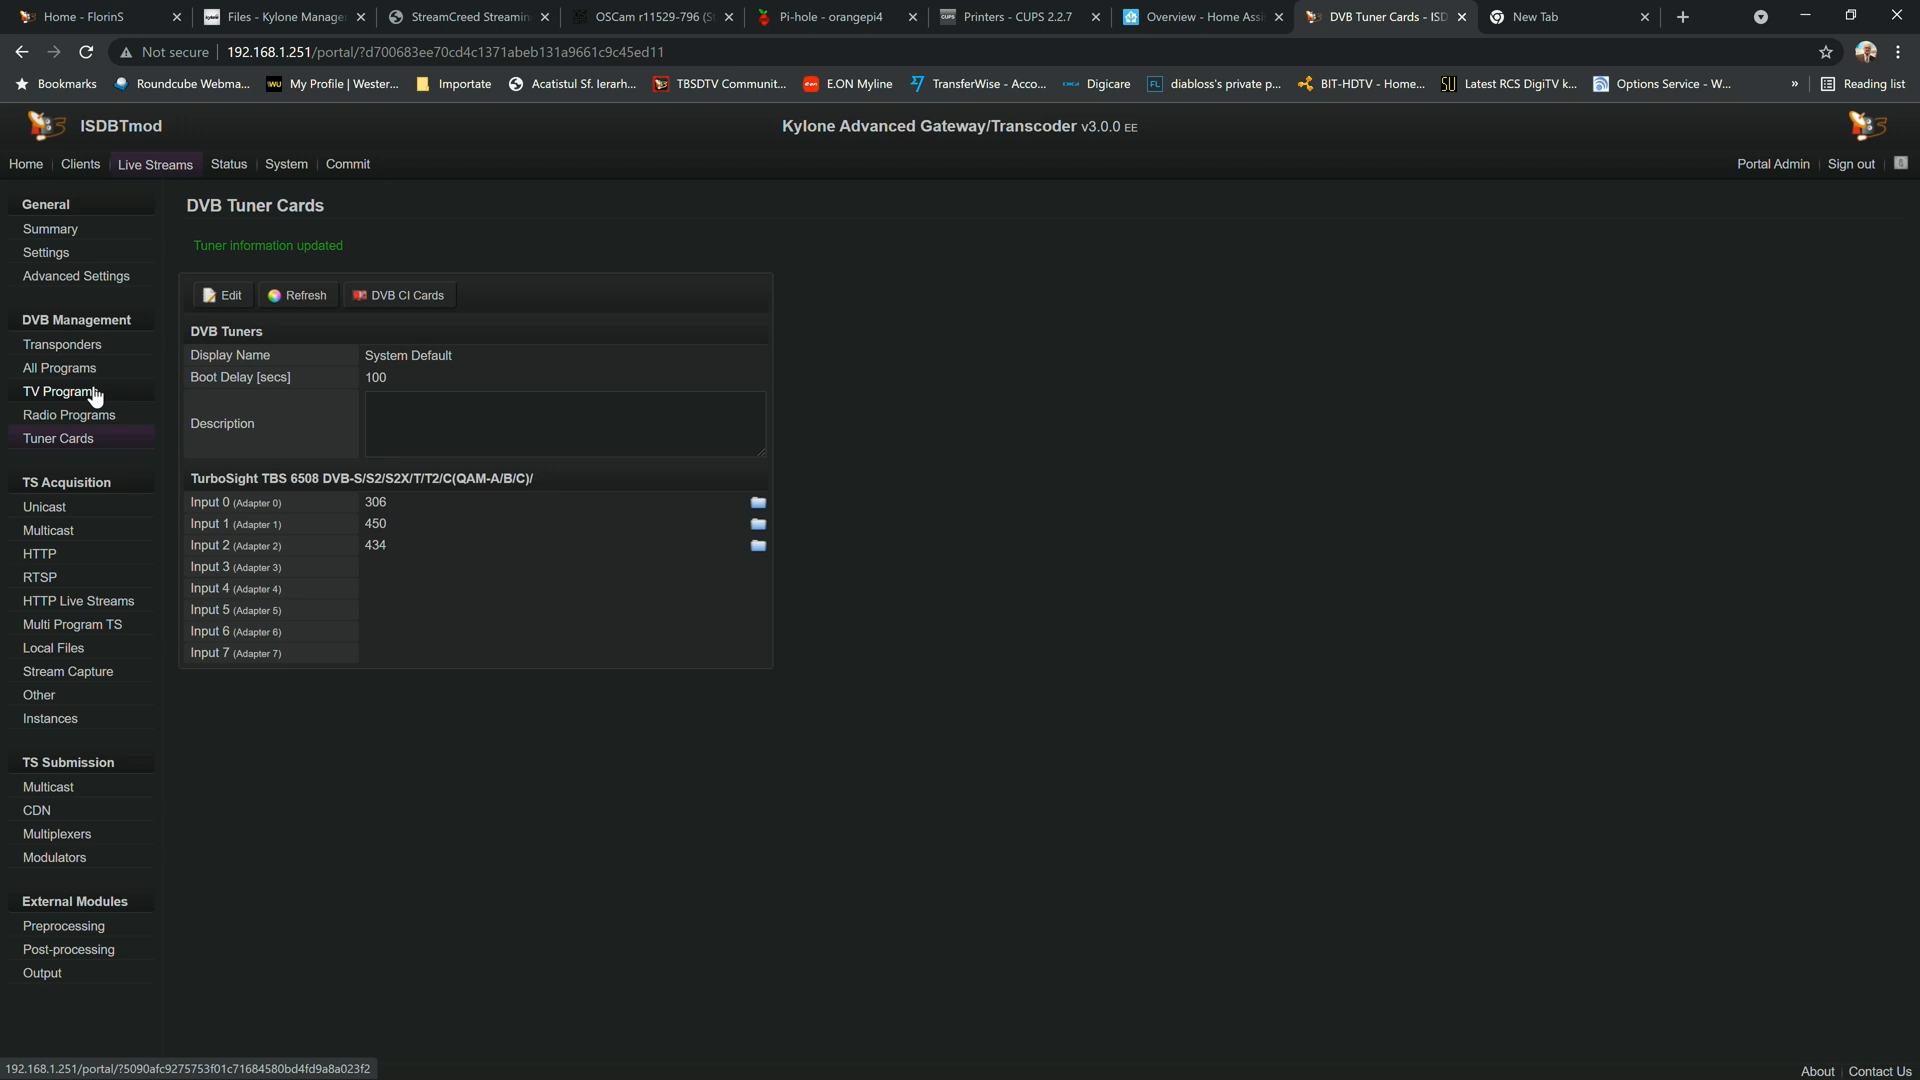 Home - FlorinS
Files - Kylone Manage
StreamCreed Streamin
OSCam r11529-796 (S
Pi-hole - orangepi4
Printers - CUPS 2.2.7
Overview - Home Assi
DVB Tuner Cards - ISD
New Tab
Not secure
192.168.1.251/portal/?d700683ee70cd4c1371abeb131a9661c9c45ed11
Bookmarks
Roundcube Webma...
My Profile | Wester...
Importate
Acatistul Sf. Ierarh...
TBSDTV Communit...
E.ON Myline
TransferWise - Acco...
Digicare
diabloss's private p...
BIT-HDTV - Home...
Latest RCS DigiTV k...
Options Service - W...
»
Reading list
ISDBTmod
Kylone Advanced Gateway/Transcoder v3.0.0 EE
Home
Clients
Live Streams
Status
System
Commit
Portal Admin
Sign out
General
Summary
Settings
Advanced Settings
DVB Management
Transponders
All Programs
TV Programs
Radio Programs
Tuner Cards
TS Acquisition
Unicast
Multicast
HTTP
RTSP
HTTP Live Streams
Multi Program TS
Local Files
Stream Capture
Other
Instances
TS Submission
Multicast
CDN
Multiplexers
Modulators
External Modules
Preprocessing
Post-processing
Output
DVB Tuner Cards
Tuner information updated
Edit
Refresh
DVB CI Cards
DVB Tuners
Display Name System Default
Boot Delay [secs] 100
Description
TurboSight TBS 6508 DVB-S/S2/S2X/T/T2/C(QAM-A/B/C)/
Input 0 (Adapter 0) 306
Input 1 (Adapter 1) 450
Input 2 (Adapter 2) 434
Input 3 (Adapter 3)
Input 4 (Adapter 4)
Input 5 (Adapter 5)
Input 6 (Adapter 6)
Input 7 (Adapter 7)
192.168.1.251/portal/?5090afc9275753f01c71684580bd4fd9a8a023f2
About
Contact Us